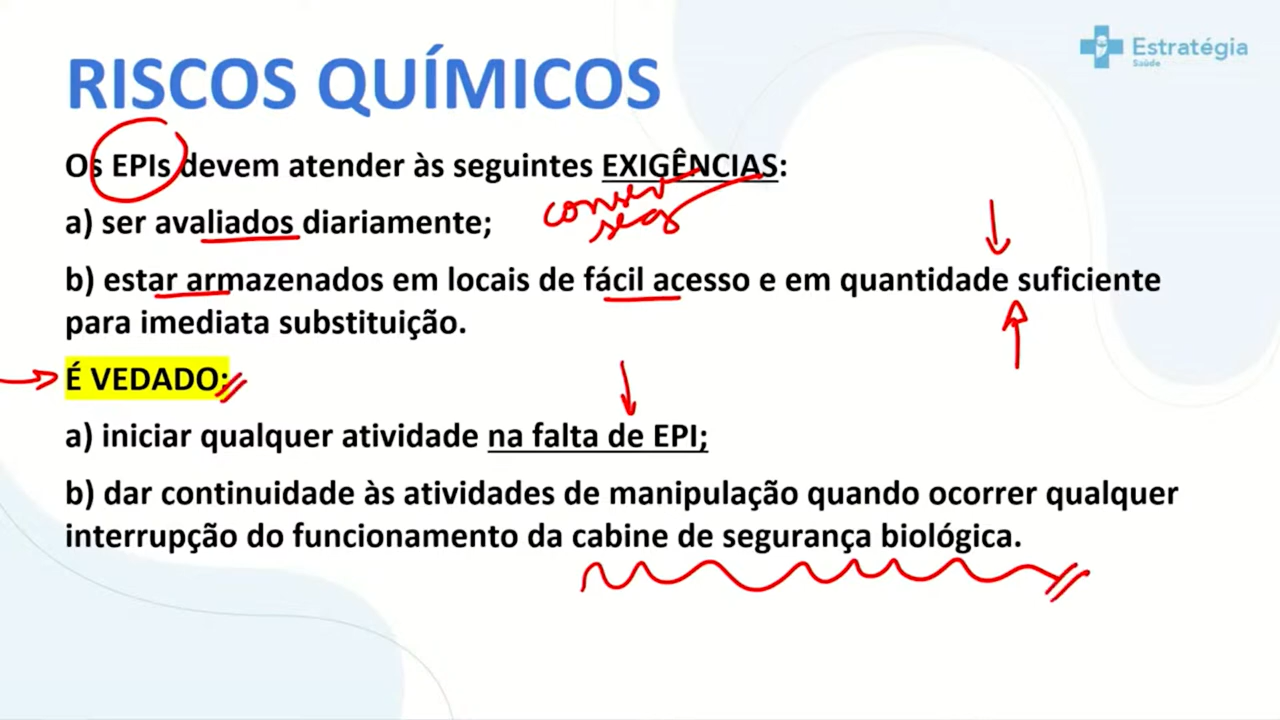 Estratégia
Saúde
RISCOS QUÍMICOS
Os EPIs devem atender às seguintes EXIGÊNCIAS:
conserv
seg
a) ser avaliados diariamente;
b) estar armazenados em locais de fácil acesso e em quantidade suficiente
para imediata substituição.
É VEDADO:
a) iniciar qualquer atividade na falta de EPI;
b) dar continuidade às atividades de manipulação quando ocorrer qualquer
interrupção do funcionamento da cabine de segurança biológica.